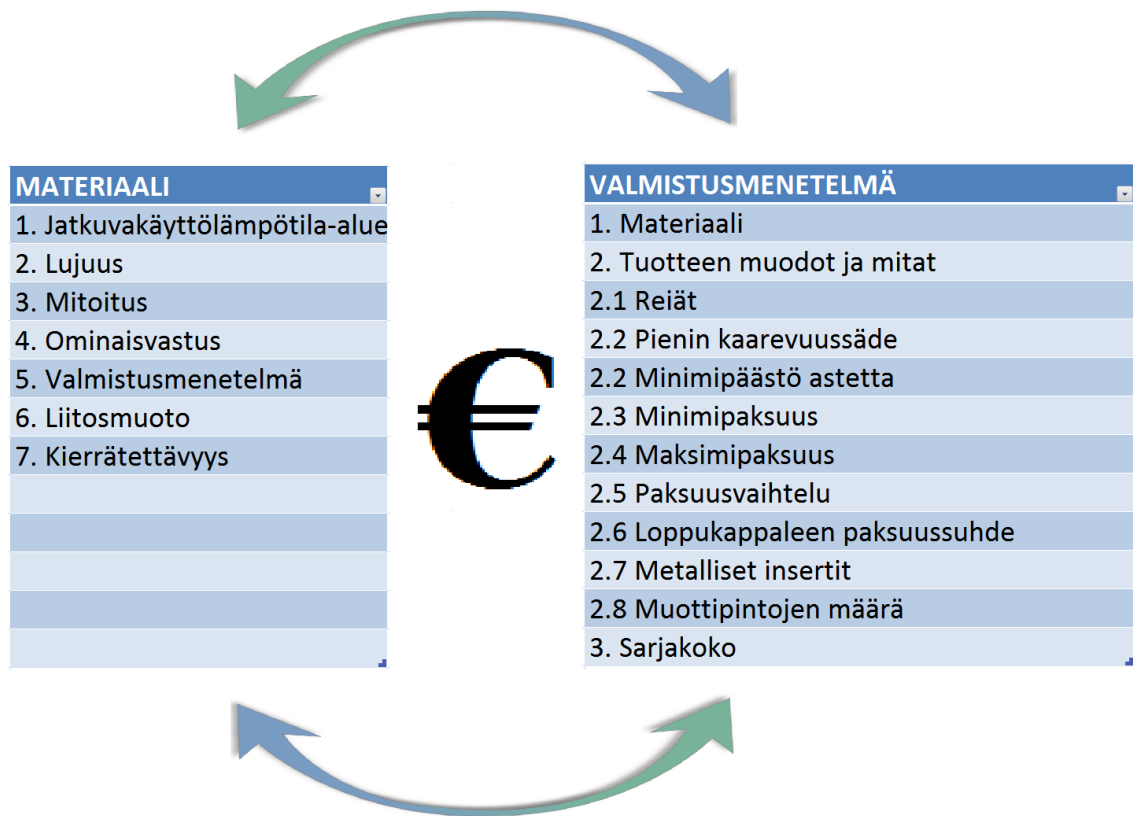 MATERIAALI
1. Jatkuvakäyttölämpötila-alue
2. Lujuus
3. Mitoitus
4. Ominaisvastus
5. Valmistusmenetelmä
6. Liitosmuoto
7. Kierrätettävyys
€
VALMISTUSMENETELMÄ
1. Materiaali
2. Tuotteen muodot ja mitat
2.1 Reiät
2.2 Pienin kaarevuussäde
2.2 Minimipäästö astetta
2.3 Minimipaksuus
2.4 Maksimipaksuus
2.5 Paksuusvaihtelu
2.6 Loppukappaleen paksuussuhde
2.7 Metalliset insertit
2.8 Muottipintojen määrä
3. Sarjakoko